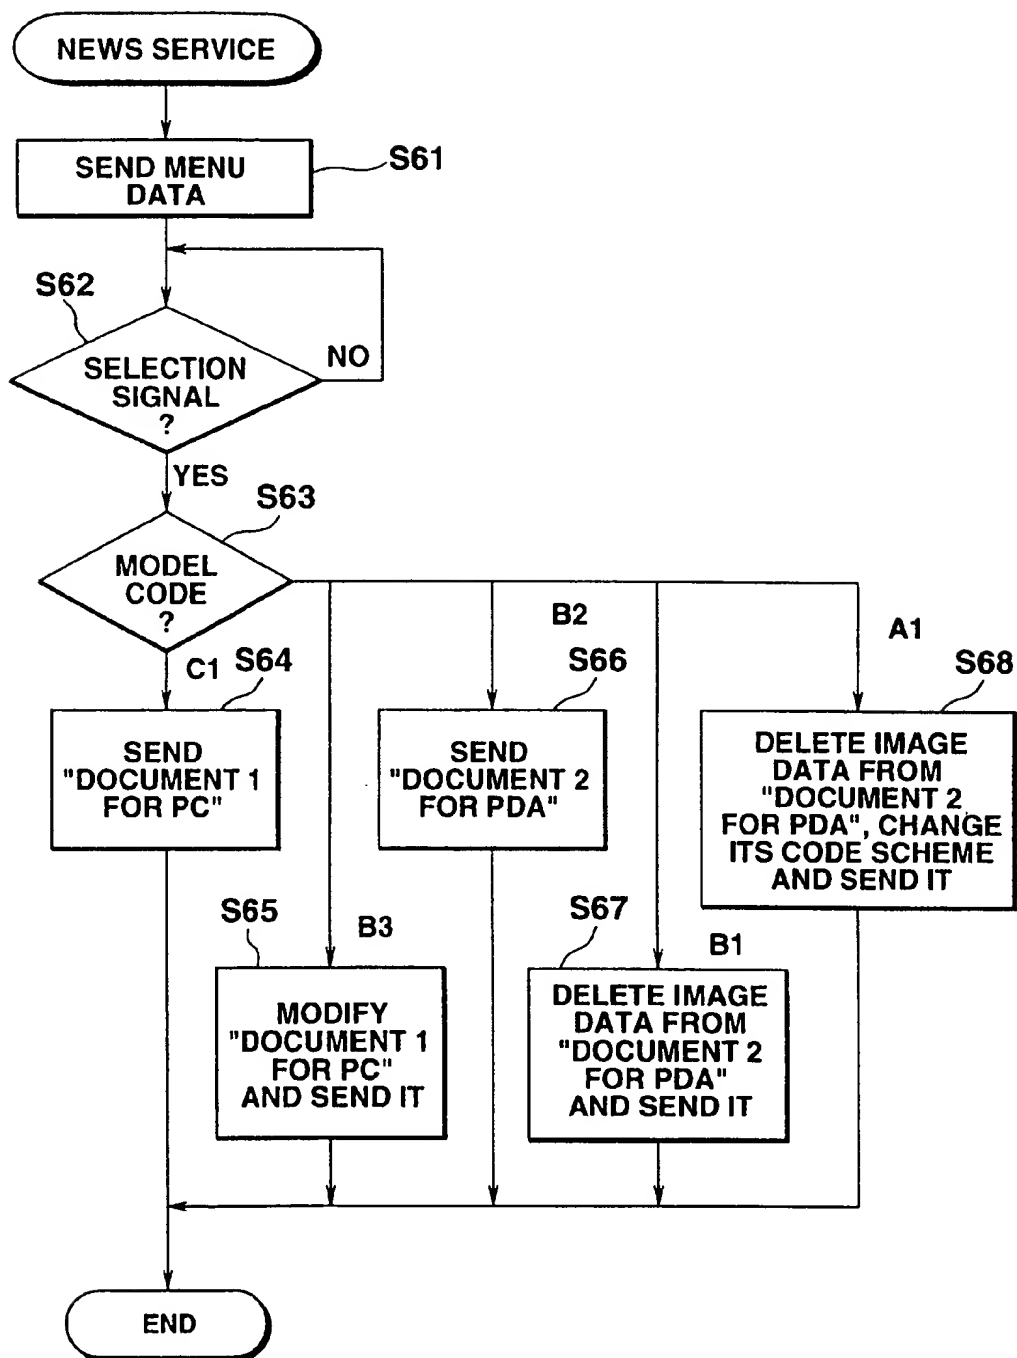 NEWS SERVICE
SEND MENU
DATA
S61
S62
SELECTION
SIGNAL
?
NO
YES
S63
MODEL
CODE
?
C1
S64
SEND
"DOCUMENT 1
FOR PC"
B3
S65
MODIFY
"DOCUMENT 1
FOR PC"
AND SEND IT
B2
S66
SEND
"DOCUMENT 2
FOR PDA"
B1
S67
DELETE IMAGE
DATA FROM
"DOCUMENT 2
FOR PDA"
AND SEND IT
A1
S68
DELETE IMAGE
DATA FROM
"DOCUMENT 2
FOR PDA", CHANGE
ITS CODE SCHEME
AND SEND IT
END